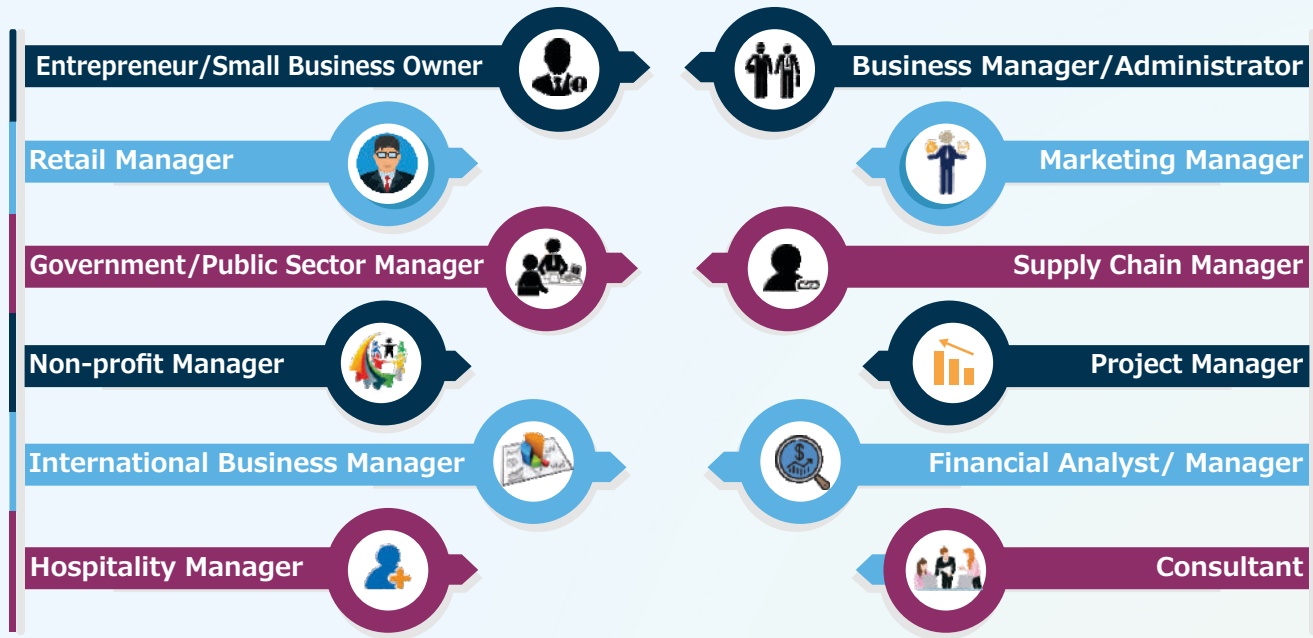 Entrepreneur/Small Business Owner
Business Manager/Administrator
Retail Manager
Marketing Manager
Government/Public Sector Manager
Supply Chain Manager
Non-profit Manager
Project Manager
International Business Manager
Financial Analyst/ Manager
Hospitality Manager
Consultant